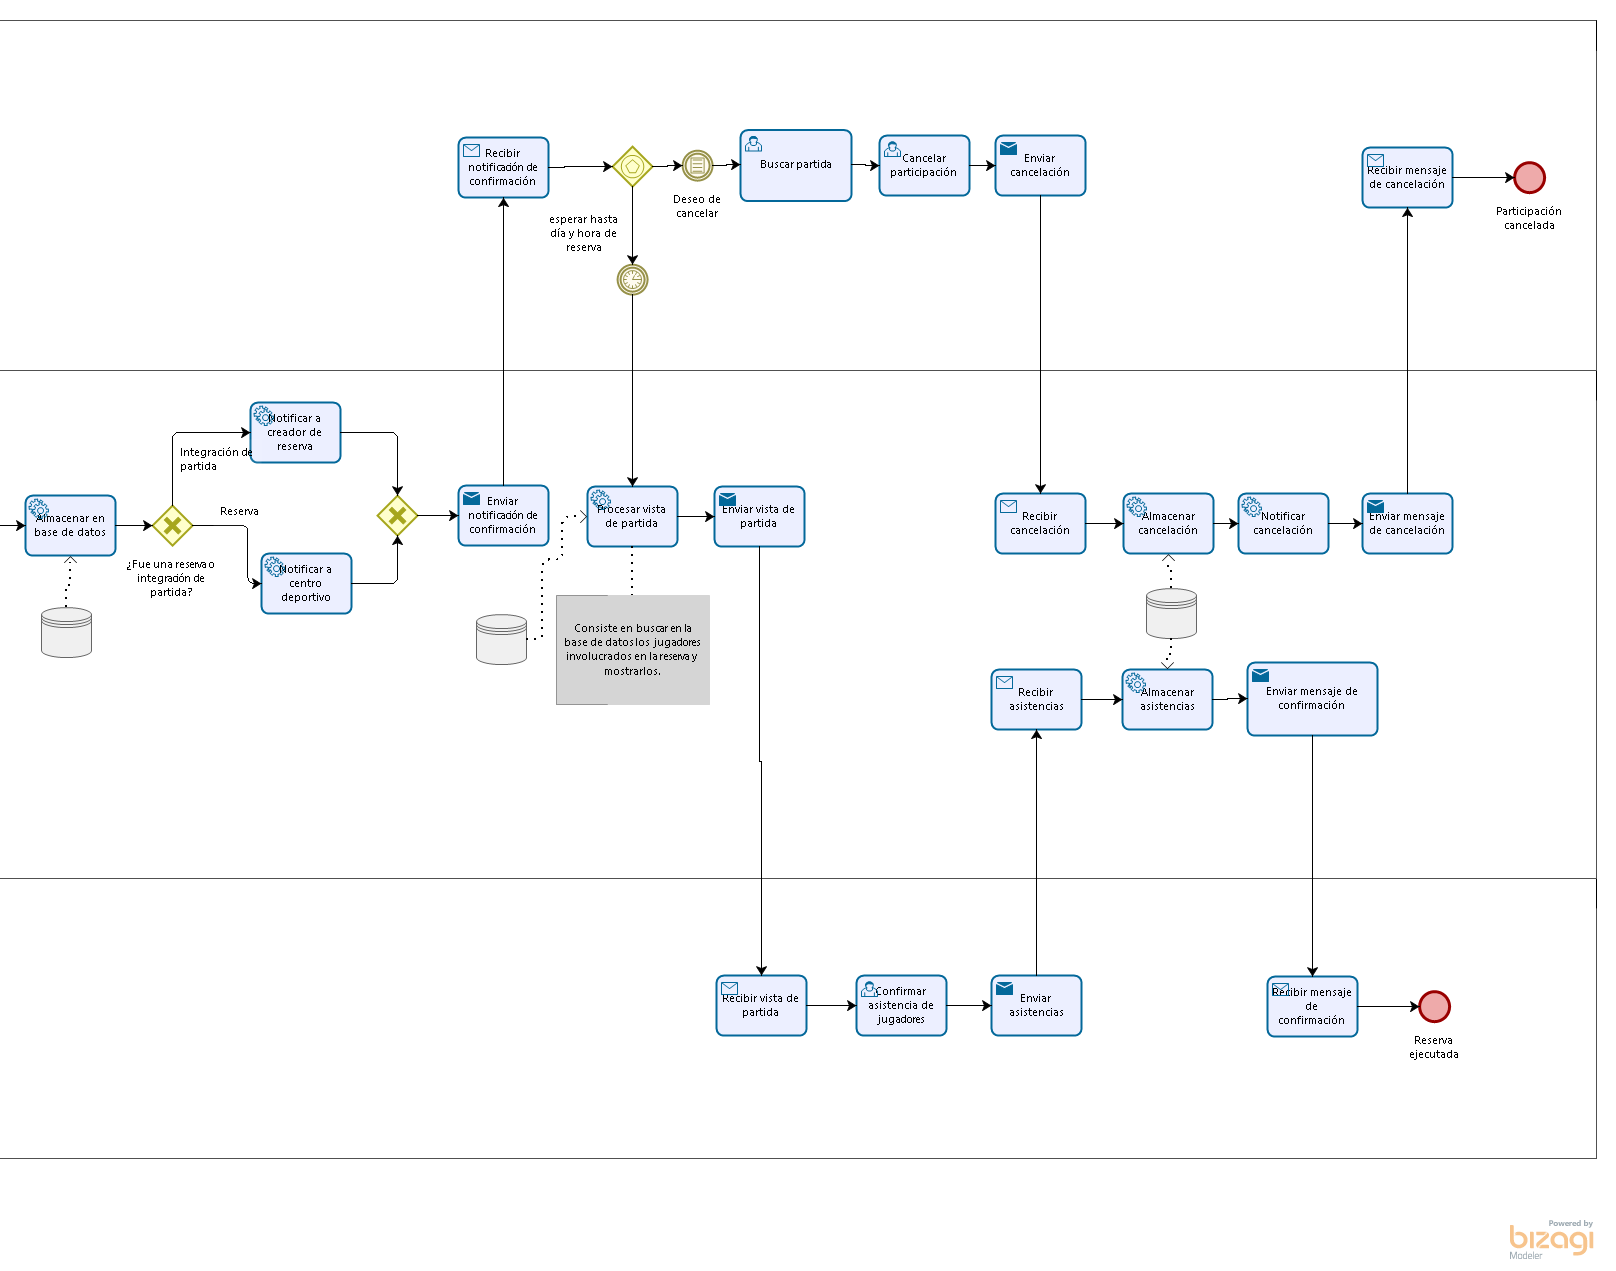 Recibir
notificación de
confirmación
esperar hasta
día y hora de
reserva
Deseo de
cancelar
Buscar partida
Cancelar
participación
Enviar
cancelación
Recibir mensaje
de cancelación
Participación
cancelada
Almacenar en
base de datos
¿Fue una reserva o
integración de
partida?
Integración de
partida
Reserva
Notificar a
creador de
reserva
Notificar a
centro
deportivo
Enviar
notificación de
confirmación
Procesar vista
de partida
Enviar vista de
partida
Consiste en buscar en la
base de datos los jugadores
involucrados en la reserva y
mostrarlos.
Recibir
cancelación
Almacenar
cancelación
Notificar
cancelación
Enviar mensaje
de cancelación
Recibir
asistencias
Almacenar
asistencias
Enviar mensaje de
confirmación
Recibir vista de
partida
Confirmar
asistencia de
jugadores
Enviar
asistencias
Recibir mensaje
de
confirmación
Reserva
ejecutada
Powered by
bizagi
Modeler